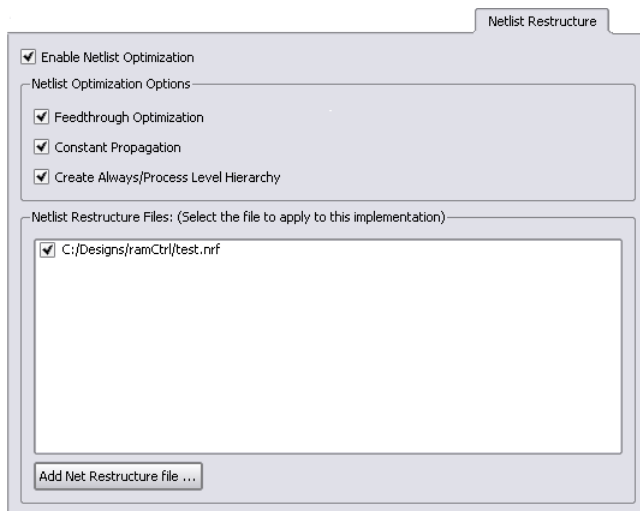 Netlist Restructure
Enable Netlist Optimization
Netlist Optimization Options
Feedthrough Optimization
Constant Propagation
Create Always/Process Level Hierarchy
Netlist Restructure Files: (Select the file to apply to this implementation)
C:/Designs/ramCtrl/test.nrf
Add Net Restructure file ...